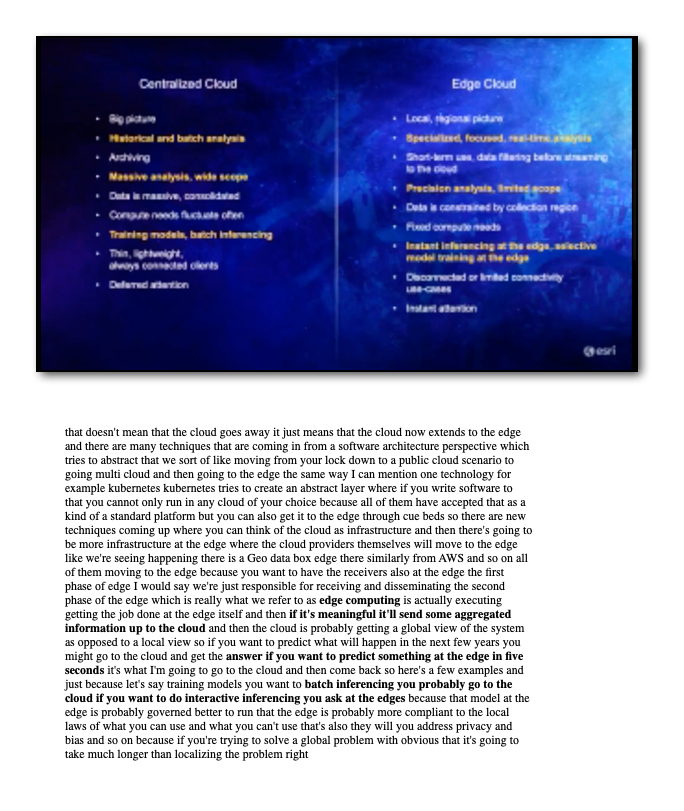 Centralized Cloud
• Big picture
• Historical and batch analysis
• Archiving
• Massive analysis, wide scope
• Data is massive, consolidated
• Compute needs fluctuate often
• Training models, batch inferencing
• Thin, lightweight,
always connected clients
• Deferred attention
Edge Cloud
• Local, regional picture
• Specialized, focused, real-time analysis
• Short-term use, data filtering before streaming
to the cloud
• Precision analysis, limited scope
• Data is constrained by collection region
• Fixed compute needs
• Instant inferencing at the edge, selective
model training at the edge
• Disconnected or limited connectivity
use-cases
• Instant attention
esri
that doesn't mean that the cloud goes away it just means that the cloud now extends to the edge
and there are many techniques that are coming in from a software architecture perspective which
tries to abstract that we sort of like moving from your lock down to a public cloud scenario to
going multi cloud and then going to the edge the same way I can mention one technology for
example kubernetes kubernetes tries to create an abstract layer where if you write software to
that you cannot only run in any cloud of your choice because all of them have accepted that as a
kind of a standard platform but you can also get it to the edge through cue beds so there are new
techniques coming up where you can think of the cloud as infrastructure and then there's going to
be more infrastructure at the edge where the cloud providers themselves will move to the edge
like we're seeing happening there is a Geo data box edge there similarly from AWS and so on all
of them moving to the edge because you want to have the receivers also at the edge the first
phase of edge I would say we're just responsible for receiving and disseminating the second
phase of the edge which is really what we refer to as edge computing is actually executing
getting the job done at the edge itself and then if it's meaningful it'll send some aggregated
information up to the cloud and then the cloud is probably getting a global view of the system
as opposed to a local view so if you want to predict what will happen in the next few years you
might go to the cloud and get the answer if you want to predict something at the edge in five
seconds it's what I'm going to go to the cloud and then come back so here's a few examples and
just because let's say training models you want to batch inferencing you probably go to the
cloud if you want to do interactive inferencing you ask at the edges because that model at the
edge is probably governed better to run that the edge is probably more compliant to the local
laws of what you can use and what you can't use that's also they will you address privacy and
bias and so on because if you're trying to solve a global problem with obvious that it's going to
take much longer than localizing the problem right